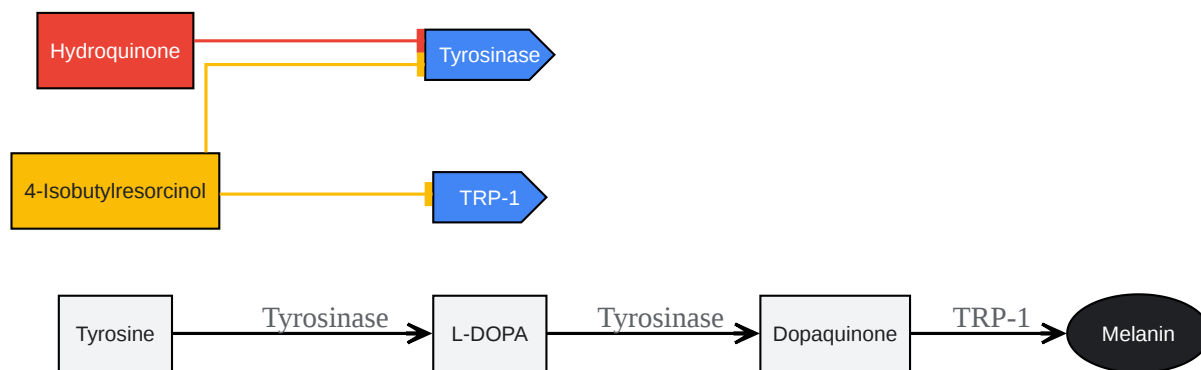 Hydroquinone
Tyrosinase
4-Isobutylresorcinol
TRP-1
Tyrosine
Tyrosinase
L-DOPA
Tyrosinase
Dopaquinone
TRP-1
Melanin